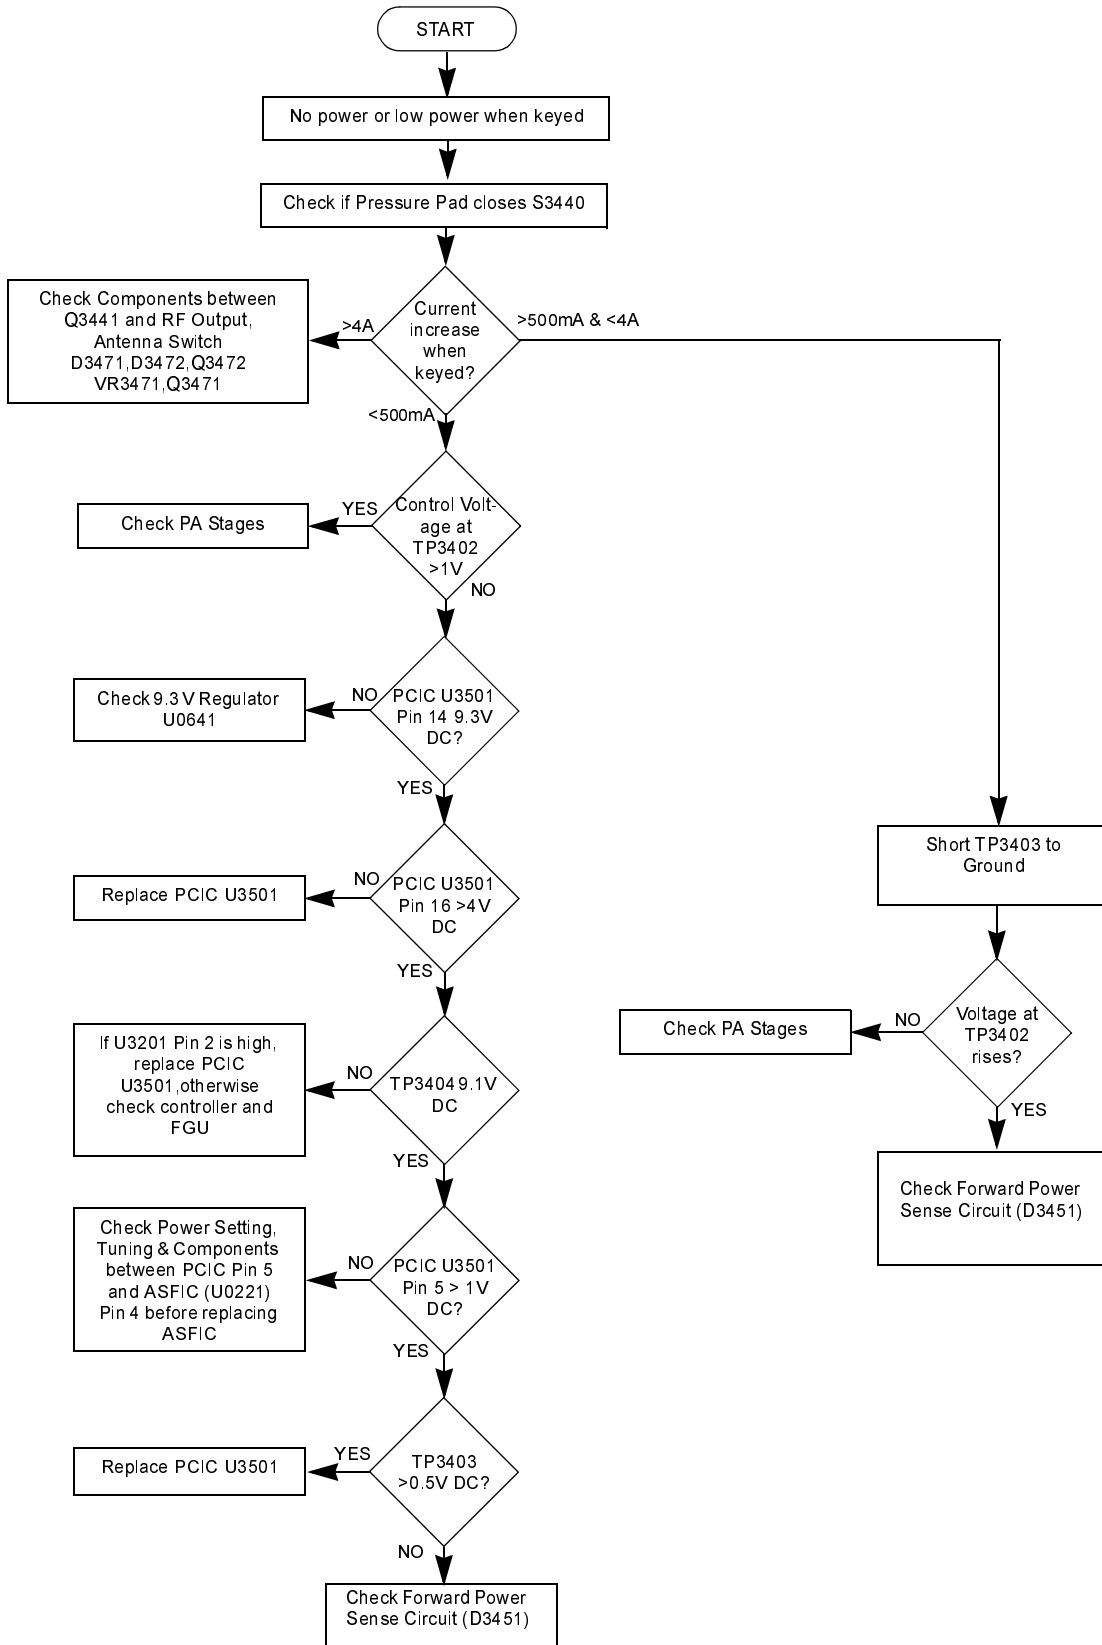 START
No power or low power when keyed
Check if Pressure Pad closes S3440
Current
increase
when
keyed?
>4A
>500mA & <4A
<500mA
Check Components between
Q3441 and RF Output,
Antenna Switch
D3471,D3472,Q3472
VR3471,Q3471
Control Volt-
age at
TP3402
>1V
YES
NO
Check PA Stages
PCIC U3501
Pin 14 9.3V
DC?
NO
YES
Check 9.3 V Regulator
U0641
PCIC U3501
Pin 16 >4V
DC
NO
YES
Replace PCIC U3501
TP3404 9.1V
DC
NO
YES
If U3201 Pin 2 is high,
replace PCIC
U3501,otherwise
check controller and
FGU
PCIC U3501
Pin 5 > 1V
DC?
NO
YES
Check Power Setting,
Tuning & Components
between PCIC Pin 5
and ASFIC (U0221)
Pin 4 before replacing
ASFIC
TP3403
>0.5V DC?
YES
NO
Replace PCIC U3501
Check Forward Power
Sense Circuit (D3451)
Short TP3403 to
Ground
Voltage at
TP3402
rises?
NO
YES
Check PA Stages
Check Forward Power
Sense Circuit (D3451)